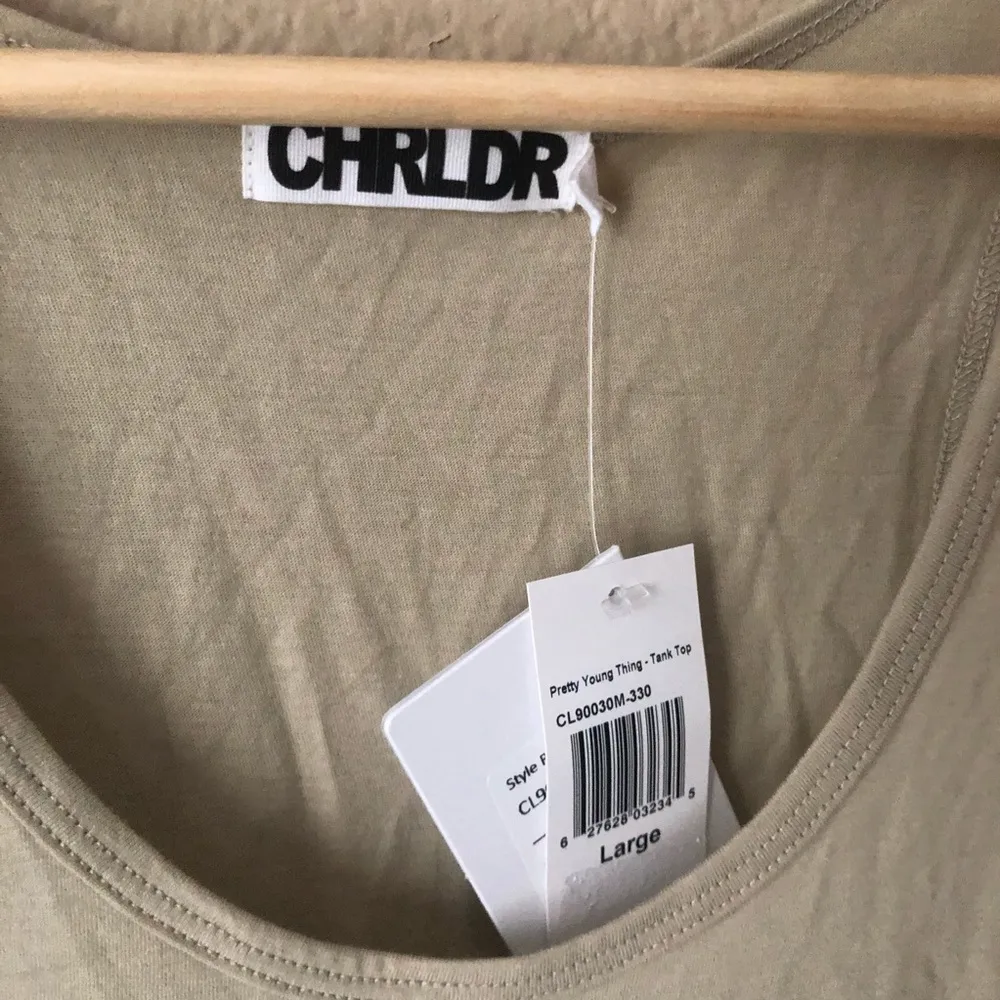 CHRLDR
Pretty Young Thing - Tank Top
CL90030M-330
6 27628 03234 5
Large
Style
CL9